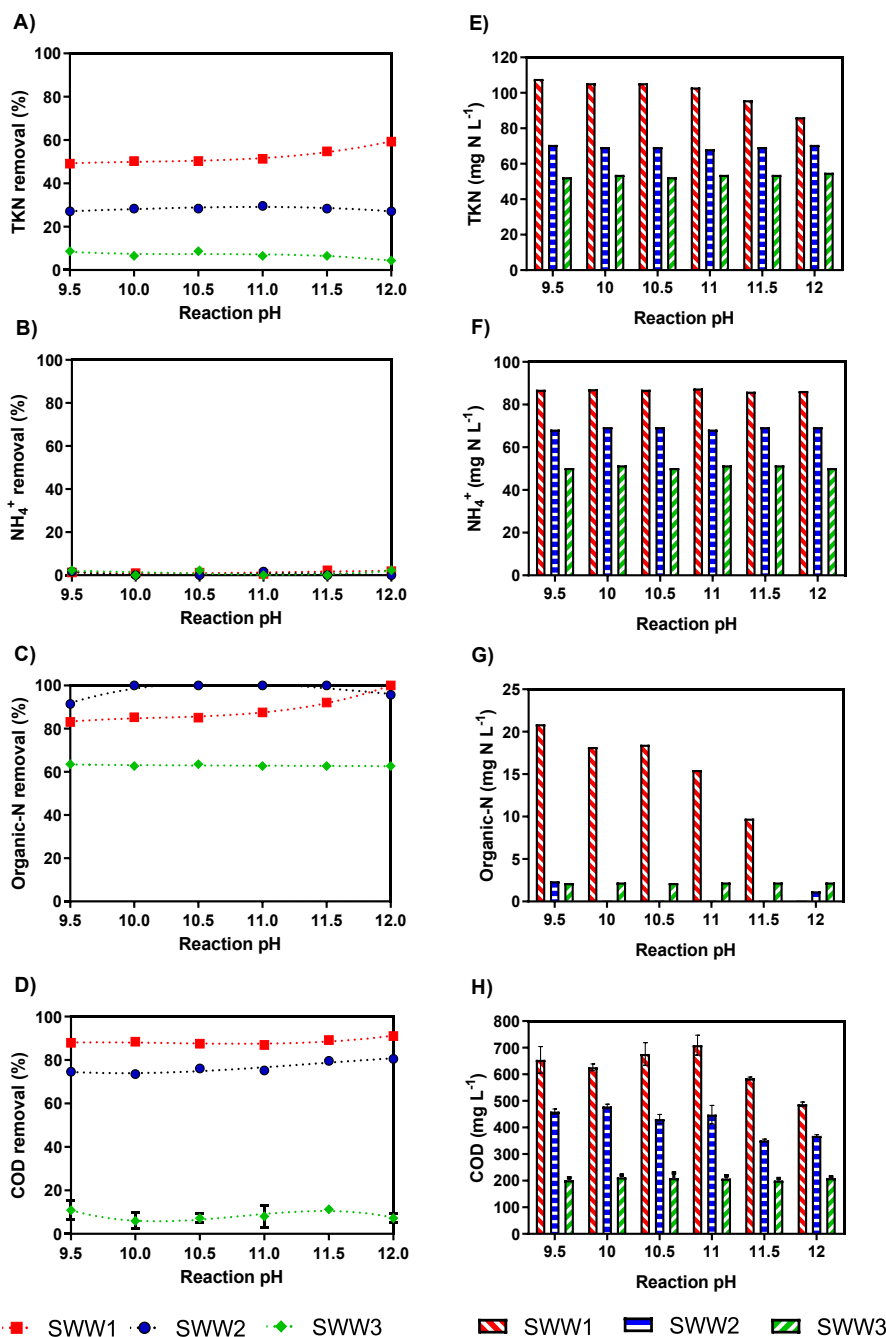 A)
TKN removal (%)
100
80
60
40
20
0
9.5 10.0 10.5 11.0 11.5 12.0
Reaction pH
E)
TKN (mg N L-1)
120
100
80
60
40
20
0
9.5 10 10.5 11 11.5 12
Reaction pH
B)
NH4+ removal (%)
100
80
60
40
20
0
9.5 10.0 10.5 11.0 11.5 12.0
Reaction pH
F)
NH4+ (mg N L-1)
100
80
60
40
20
0
9.5 10 10.5 11 11.5 12
Reaction pH
C)
Organic-N removal (%)
100
80
60
40
20
0
9.5 10.0 10.5 11.0 11.5 12.0
Reaction pH
G)
Organic-N (mg N L-1)
25
20
15
10
5
0
9.5 10 10.5 11 11.5 12
Reaction pH
D)
COD removal (%)
100
80
60
40
20
0
9.5 10.0 10.5 11.0 11.5 12.0
Reaction pH
H)
COD (mg L-1)
800
700
600
500
400
300
200
100
0
9.5 10 10.5 11 11.5 12
Reaction pH
SWW1 SWW2 SWW3
SWW1 SWW2 SWW3